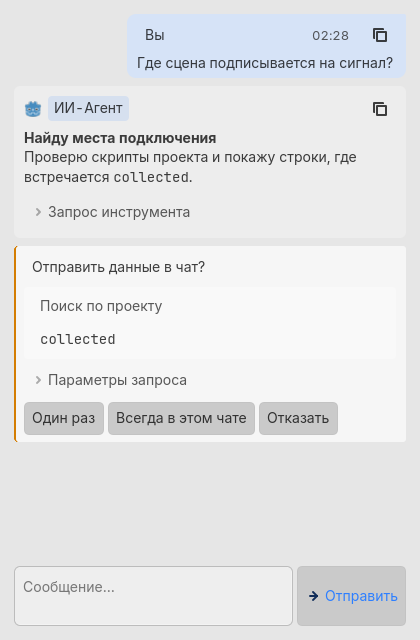 Вы
02:28
Где сцена подписывается на сигнал?
ИИ-Агент
Найду места подключения
Проверю скрипты проекта и покажу строки, где
встречается collected.
Запрос инструмента
Отправить данные в чат?
Поиск по проекту
collected
Параметры запроса
Один раз
Всегда в этом чате
Отказать
Сообщение...
Отправить